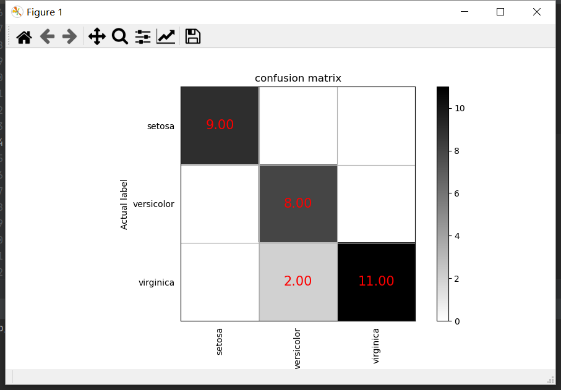 Figure 1
confusion matrix
setosa
9.00
versicolor
8.00
virginica
2.00
11.00
Actual label
setosa
versicolor
virginica
10
8
6
4
2
0